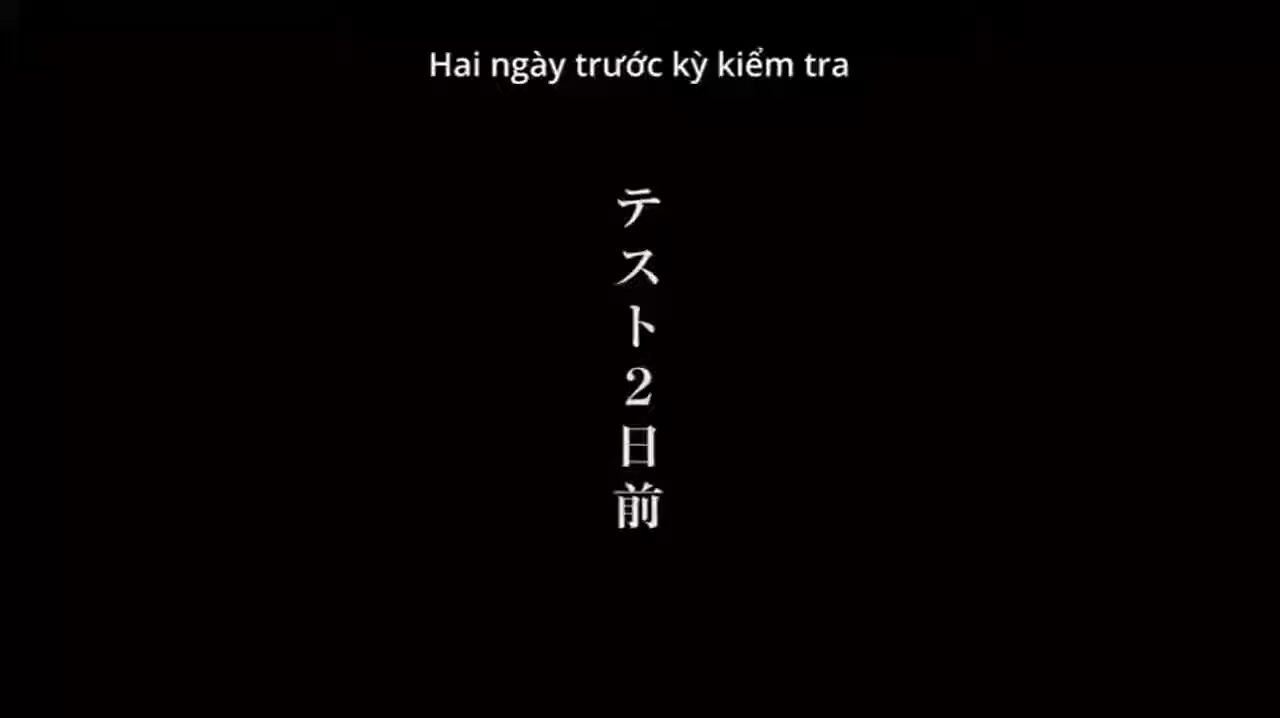 Hai ngày trước kỳ kiểm tra
テスト2日前